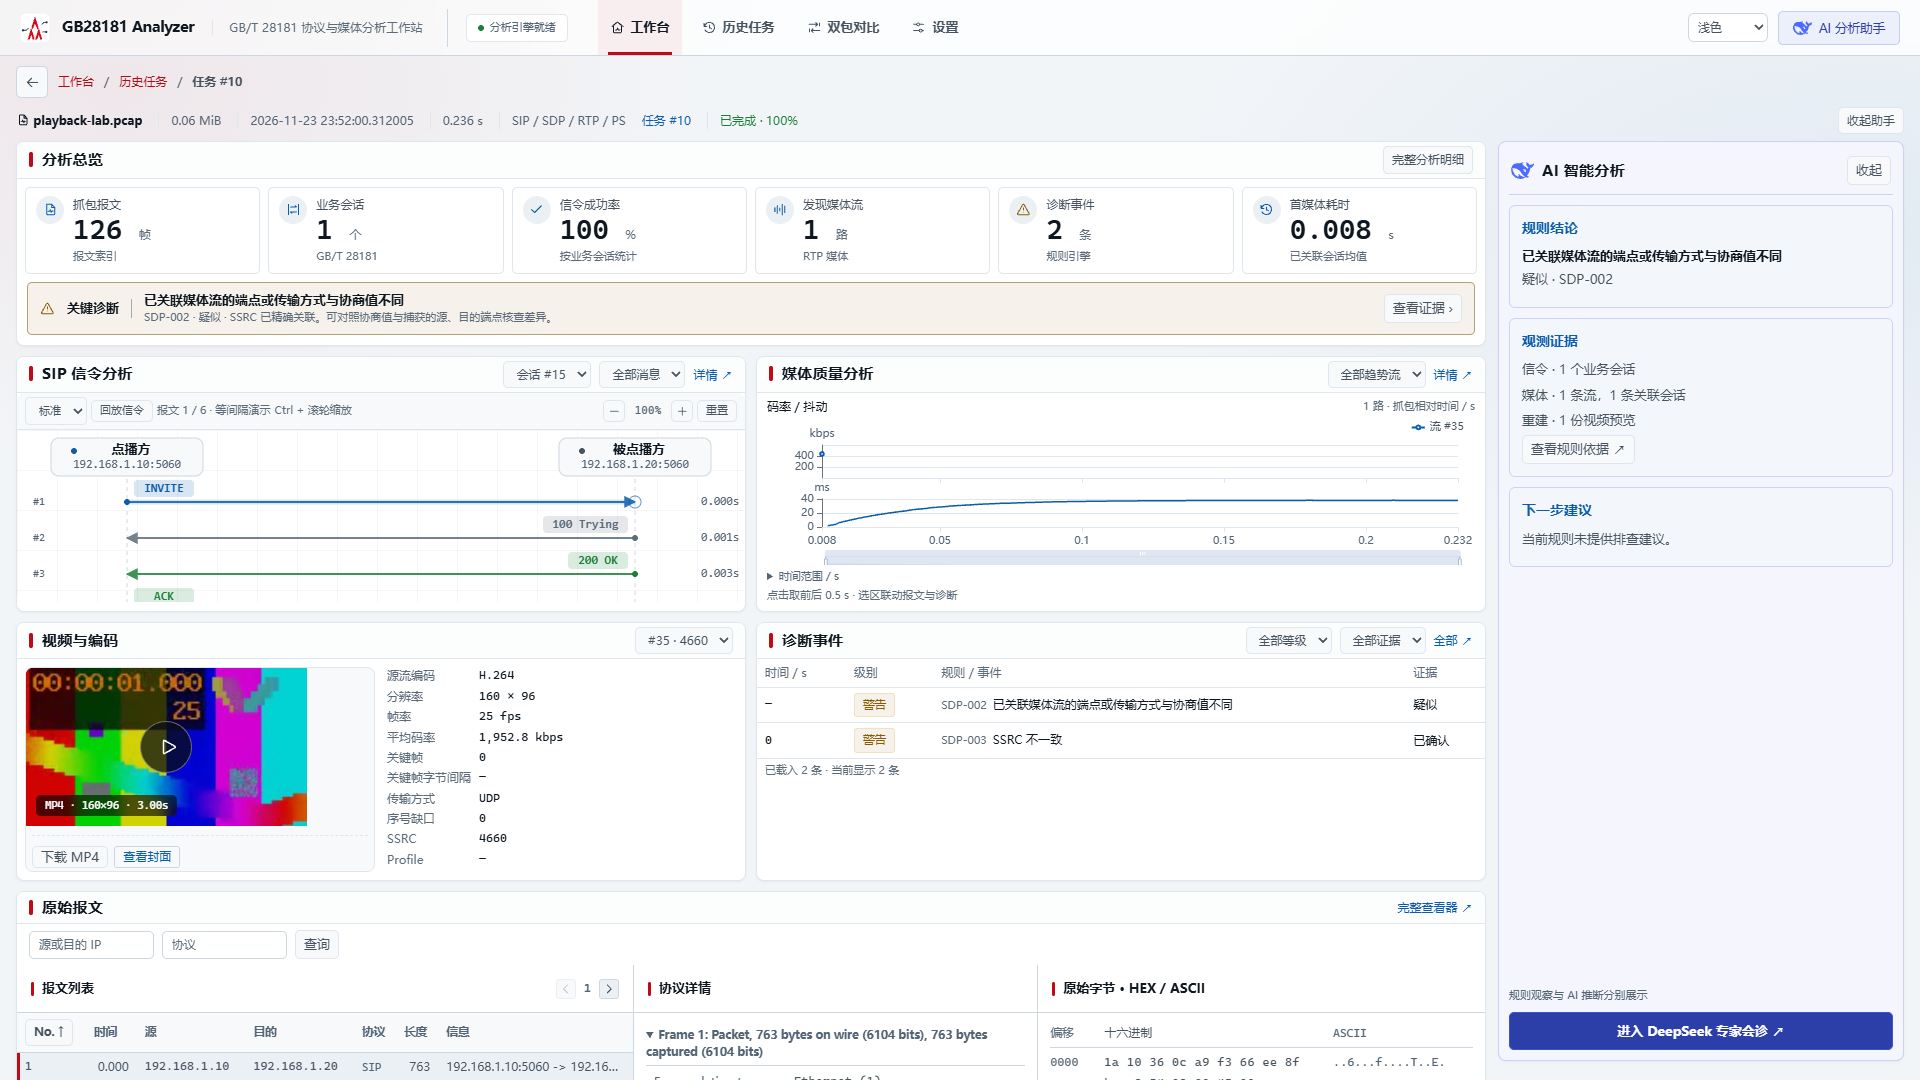 GB28181 Analyzer
GB/T 28181 协议与媒体分析工作站
分析引擎就绪
工作台
历史任务
双包对比
设置
浅色
AI 分析助手
工作台 / 历史任务 / 任务 #10
playback-lab.pcap
0.06 MiB
2026-11-23 23:52:00.312005
0.236 s
SIP / SDP / RTP / PS
任务 #10
已完成 · 100%
收起助手
分析总览
完整分析明细
抓包报文
126 帧
报文索引
业务会话
1 个
GB/T 28181
信令成功率
100 %
按业务会话统计
发现媒体流
1 路
RTP 媒体
诊断事件
2 条
规则引擎
首媒体耗时
0.008 s
已关联会话均值
关键诊断
已关联媒体流的端点或传输方式与协商值不同
SDP-002 · 疑似 · SSRC 已精确关联。可对照协商值与捕获的源、目的端点核查差异。
查看证据 ›
SIP 信令分析
会话 #15
全部消息
详情 ↗
标准
回放信令
报文 1 / 6 · 等间隔演示 Ctrl + 滚轮缩放
− 100% +
重置
点播方
192.168.1.10:5060
被点播方
192.168.1.20:5060
INVITE
#1
0.000s
100 Trying
#2
0.001s
200 OK
#3
0.003s
ACK
媒体质量分析
全部趋势流
详情 ↗
码率 / 抖动
1 路 · 抓包相对时间 / s
流 #35
kbps
400
200
ms
40
20
0
0.008
0.05
0.1
0.15
0.2
0.232
▶ 时间范围 / s
点击取前后 0.5 s · 选区联动报文与诊断
视频与编码
#35 · 4660
00:00:01.000
25
MP4 · 160×96 · 3.00s
下载 MP4
查看封面
源流编码 H.264
分辨率 160 × 96
帧率 25 fps
平均码率 1,952.8 kbps
关键帧 0
关键帧字节间隔 —
传输方式 UDP
序号缺口 0
SSRC 4660
Profile —
诊断事件
全部等级
全部证据
全部 ↗
时间 / s 级别 规则 / 事件 证据
— 警告 SDP-002 已关联媒体流的端点或传输方式与协商值不同 疑似
0 警告 SDP-003 SSRC 不一致 已确认
已载入 2 条 · 当前显示 2 条
原始报文
完整查看器 ↗
源或目的 IP
协议
查询
报文列表
1
No.↑ 时间 源 目的 协议 长度 信息
1 0.000 192.168.1.10 192.168.1.20 SIP 763 192.168.1.10:5060 -> 192.16...
协议详情
▼ Frame 1: Packet, 763 bytes on wire (6104 bits), 763 bytes
captured (6104 bits)
原始字节 • HEX / ASCII
偏移 十六进制 ASCII
0000 1a 10 36 0c a9 f3 66 ee 8f ..6...f....T..E.
AI 智能分析
收起
规则结论
已关联媒体流的端点或传输方式与协商值不同
疑似 · SDP-002
观测证据
信令 · 1 个业务会话
媒体 · 1 条流，1 条关联会话
重建 · 1 份视频预览
查看规则依据 ↗
下一步建议
当前规则未提供排查建议。
规则观察与 AI 推断分别展示
进入 DeepSeek 专家会诊 ↗